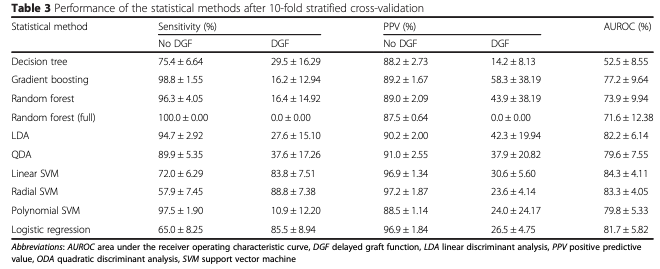 Table 3 Performance of the statistical methods after 10-fold stratified cross-validation
Statistical method Sensitivity (%) PPV (%) AUROC (%)
No DGF DGF No DGF DGF
Decision tree 75.4 ± 6.64 29.5 ± 16.29 88.2 ± 2.73 14.2 ± 8.13 52.5 ± 8.55
Gradient boosting 98.8 ± 1.55 16.2 ± 12.94 89.2 ± 1.67 58.3 ± 38.19 77.2 ± 9.64
Random forest 96.3 ± 4.05 16.4 ± 14.92 89.0 ± 2.09 43.9 ± 38.19 73.9 ± 9.94
Random forest (full) 100.0 ± 0.00 0.0 ± 0.00 87.5 ± 0.64 0.0 ± 0.00 71.6 ± 12.38
LDA 94.7 ± 2.92 27.6 ± 15.10 90.2 ± 2.00 42.3 ± 19.94 82.2 ± 6.14
QDA 89.9 ± 5.35 37.6 ± 17.26 91.0 ± 2.55 37.9 ± 20.82 79.6 ± 7.55
Linear SVM 72.0 ± 6.29 83.8 ± 7.51 96.9 ± 1.34 30.6 ± 5.60 84.3 ± 4.11
Radial SVM 57.9 ± 7.45 88.8 ± 7.38 97.2 ± 1.87 23.6 ± 4.14 83.3 ± 4.05
Polynomial SVM 97.5 ± 1.90 10.9 ± 12.20 88.5 ± 1.14 24.0 ± 24.17 79.8 ± 5.33
Logistic regression 65.0 ± 8.25 85.5 ± 8.94 96.9 ± 1.84 26.5 ± 4.75 81.7 ± 5.82
Abbreviations: AUROC area under the receiver operating characteristic curve, DGF delayed graft function, LDA linear discriminant analysis, PPV positive predictive
value, QDA quadratic discriminant analysis, SVM support vector machine